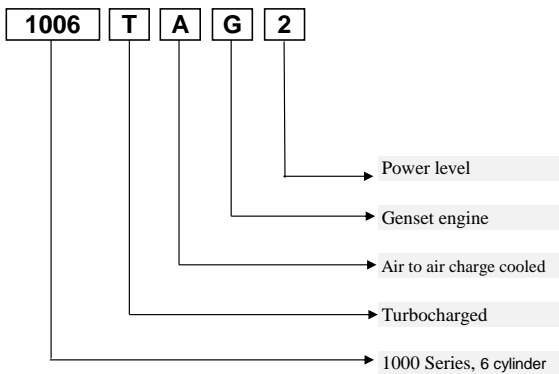 1006 T A G 2
Power level
Genset engine
Air to air charge cooled
Turbocharged
1000 Series, 6 cylinder